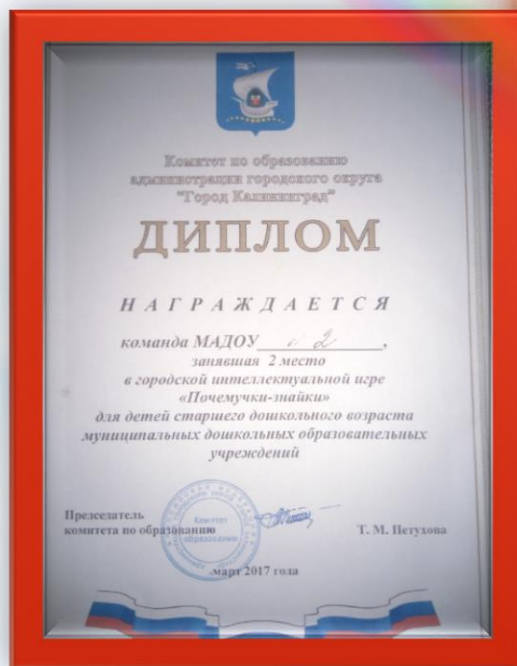 Комитет по образованию
администрации городского округа
"Город Калининград"
ДИПЛОМ
НАГРАЖДАЕТСЯ
команда МАДОУ 2,
занявшая 2 место
в городской интеллектуальной игре
«Почемучки-знайки»
для детей старшего дошкольного возраста
муниципальных дошкольных образовательных
учреждений
Председатель
комитета по образованию
Т. М. Петухова
Комитет
образованию
март 2017 года